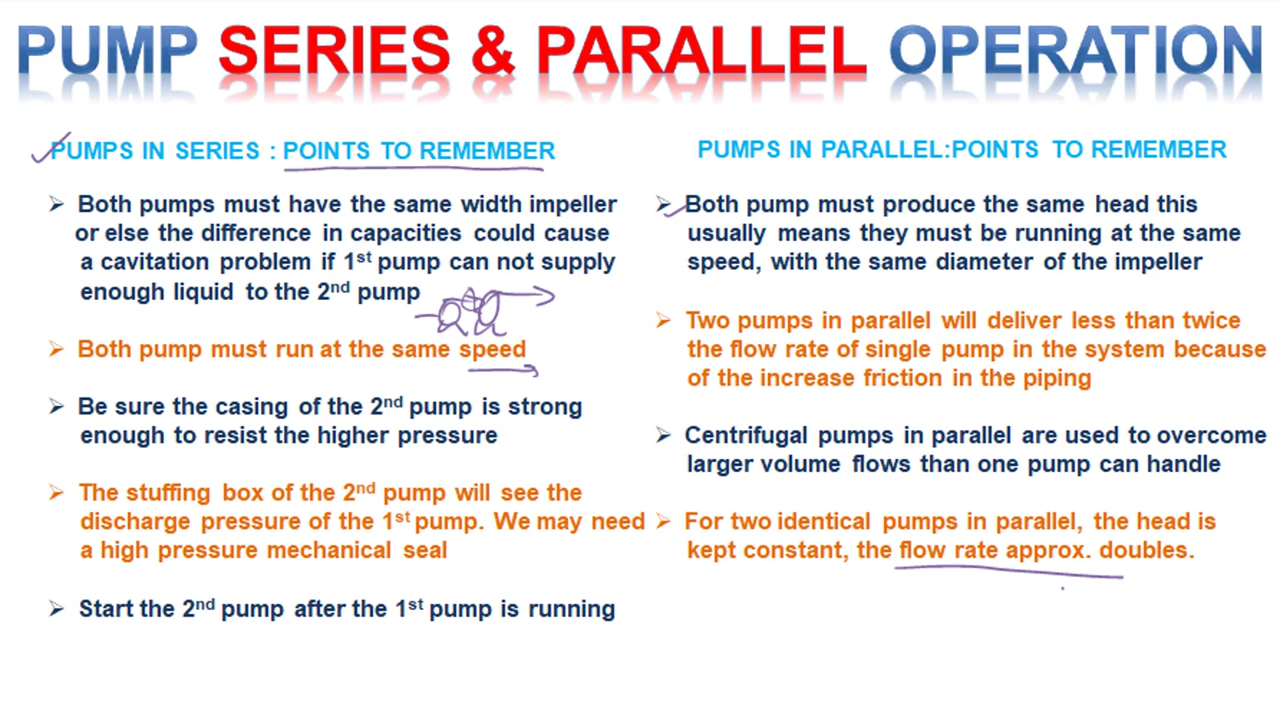 PUMP SERIES & PARALLEL OPERATION
PUMPS IN SERIES : POINTS TO REMEMBER
Both pumps must have the same width impeller
or else the difference in capacities could cause
a cavitation problem if 1st pump can not supply
enough liquid to the 2nd pump
Both pump must run at the same speed
Be sure the casing of the 2nd pump is strong
enough to resist the higher pressure
The stuffing box of the 2nd pump will see the
discharge pressure of the 1st pump. We may need
a high pressure mechanical seal
Start the 2nd pump after the 1st pump is running
PUMPS IN PARALLEL:POINTS TO REMEMBER
Both pump must produce the same head this
usually means they must be running at the same
speed, with the same diameter of the impeller
Two pumps in parallel will deliver less than twice
the flow rate of single pump in the system because
of the increase friction in the piping
Centrifugal pumps in parallel are used to overcome
larger volume flows than one pump can handle
For two identical pumps in parallel, the head is
kept constant, the flow rate approx. doubles.